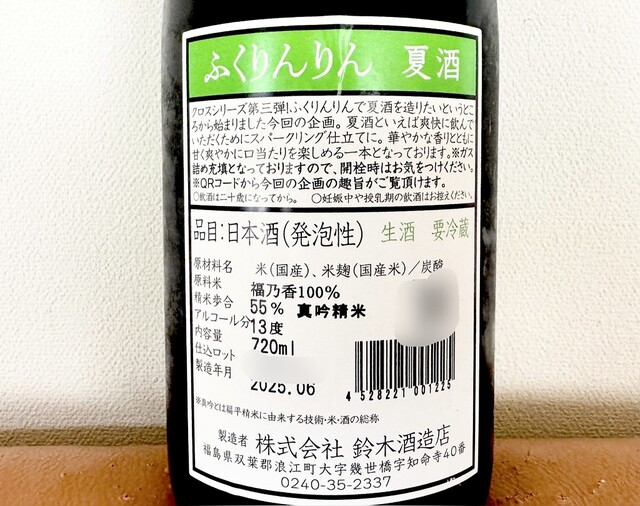 ふくりんりん 夏酒
クロスシリーズ第三弾!ふくりんりんで夏酒を造りたいというとこ
ろから始まりました今回の企画。夏酒といえば爽快に飲んで
いただくためにスパークリング仕立てに。華やかな香りとともに
甘く爽やかに口当たりを楽しめる一本となっております。※ガス
詰め充填となっておりますので、開栓時はお気をつけください。
※QRコードから今回の企画の趣旨がご覧頂けます。
○飲酒は二十歳になってから。 ○妊娠中や授乳期の飲酒はお控えください。
品目:日本酒(発泡性) 生酒 要冷蔵
原材料名 米(国産)、米麹(国産米)/炭酸
原料米 福乃香100%
精米歩合 55% 真吟精米
アルコール分 13度
内容量 720ml
仕込ロット
製造年月 2025.06
4 528221 001225
※真吟とは扁平精米に由来する技術・米・酒の総称
製造者 株式会社 鈴木酒造店
福島県双葉郡浪江町大字幾世橋字知命寺40番
0240-35-2337